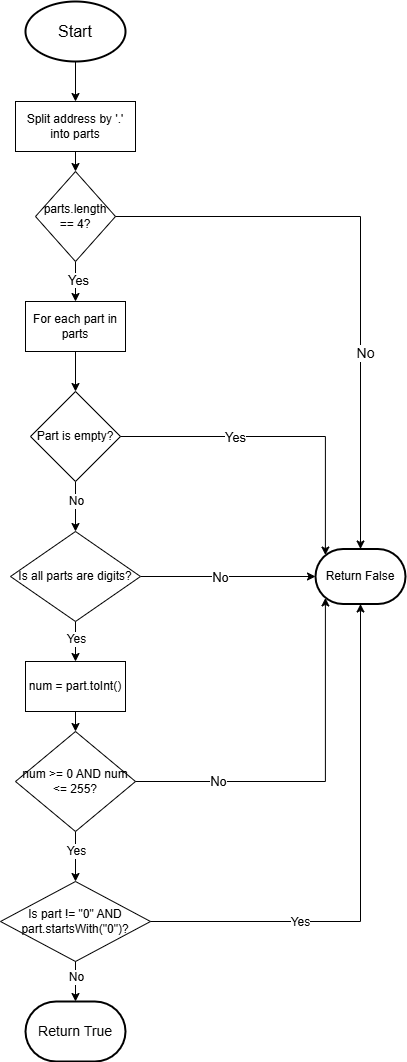 Start
Split address by '.'
into parts
parts.length
== 4?
Yes
No
For each part in
parts
Part is empty?
Yes
No
Is all parts are digits?
No
Yes
num = part.toInt()
num >= 0 AND num
<= 255?
No
Yes
Is part != "0" AND
part.startsWith("0")?
Yes
No
Return True
Return False